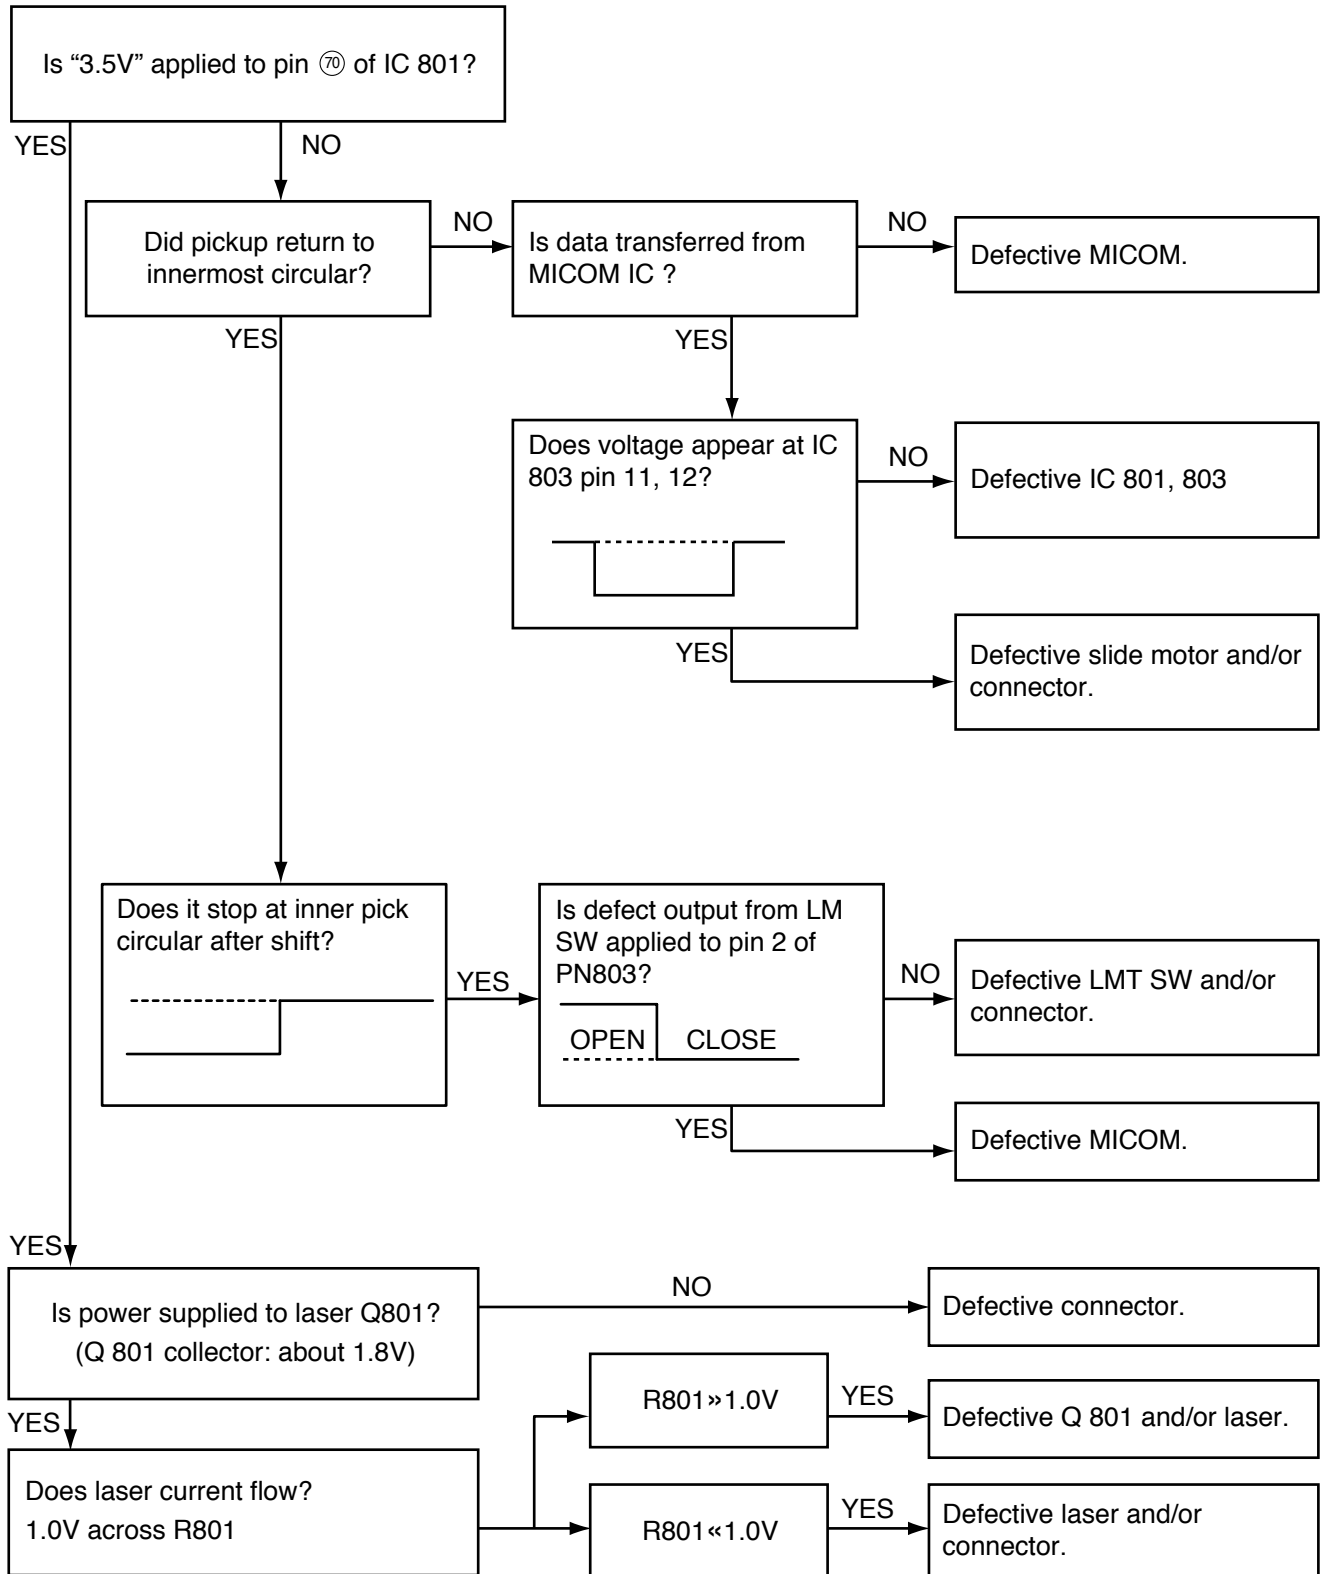 Is “3.5V” applied to pin ⑰⓪ of IC 801?
YES
NO
Did pickup return to
innermost circular?
NO
Is data transferred from
MICOM IC ?
NO
Defective MICOM.
YES
YES
Does voltage appear at IC
803 pin 11, 12?
NO
Defective IC 801, 803
YES
Defective slide motor and/or
connector.
Does it stop at inner pick
circular after shift?
YES
Is defect output from LM
SW applied to pin 2 of
PN803?
OPEN CLOSE
NO
Defective LMT SW and/or
connector.
YES
Defective MICOM.
YES
Is power supplied to laser Q801?
(Q 801 collector: about 1.8V)
NO
Defective connector.
YES
R801»1.0V
YES
Defective Q 801 and/or laser.
Does laser current flow?
1.0V across R801
R801«1.0V
YES
Defective laser and/or
connector.